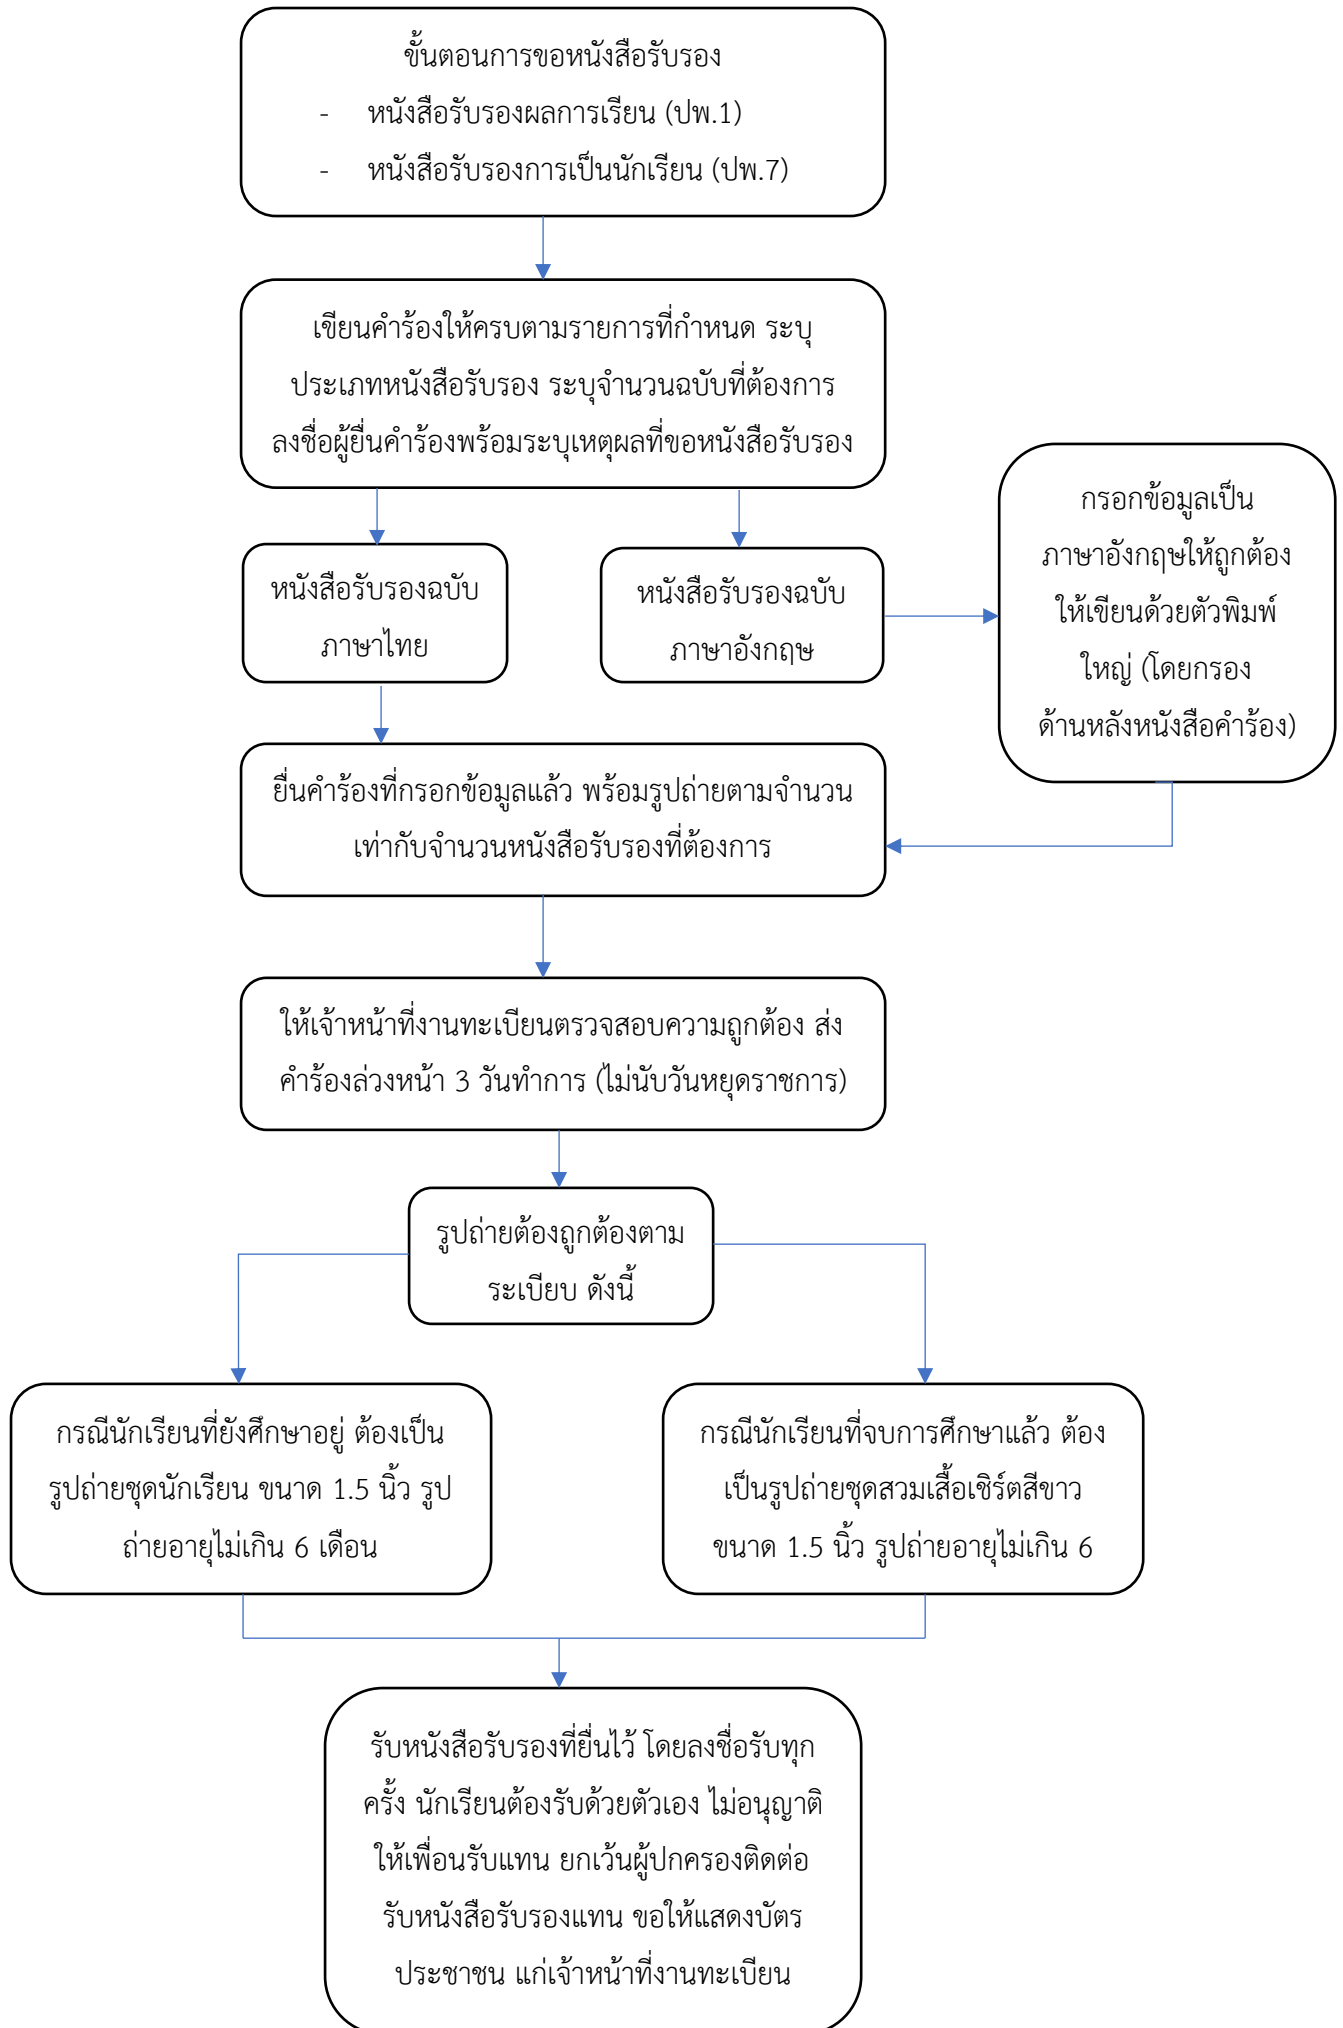 ขั้นตอนการขอหนังสือรับรอง
- หนังสือรับรองผลการเรียน (ปพ.1)
- หนังสือรับรองการเป็นนักเรียน (ปพ.7)
เขียนคำร้องให้ครบตามรายการที่กำหนด ระบุ
ประเภทหนังสือรับรอง ระบุจำนวนฉบับที่ต้องการ
ลงชื่อผู้ยื่นคำร้องพร้อมระบุเหตุผลที่ขอหนังสือรับรอง
หนังสือรับรองฉบับ
ภาษาไทย
หนังสือรับรองฉบับ
ภาษาอังกฤษ
กรอกข้อมูลเป็น
ภาษาอังกฤษให้ถูกต้อง
ให้เขียนด้วยตัวพิมพ์
ใหญ่ (โดยกรอง
ด้านหลังหนังสือคำร้อง)
ยื่นคำร้องที่กรอกข้อมูลแล้ว พร้อมรูปถ่ายตามจำนวน
เท่ากับจำนวนหนังสือรับรองที่ต้องการ
ให้เจ้าหน้าที่งานทะเบียนตรวจสอบความถูกต้อง ส่ง
คำร้องล่วงหน้า 3 วันทำการ (ไม่นับวันหยุดราชการ)
รูปถ่ายต้องถูกต้องตาม
ระเบียบ ดังนี้
กรณีนักเรียนที่ยังศึกษาอยู่ ต้องเป็น
รูปถ่ายชุดนักเรียน ขนาด 1.5 นิ้ว รูป
ถ่ายอายุไม่เกิน 6 เดือน
กรณีนักเรียนที่จบการศึกษาแล้ว ต้อง
เป็นรูปถ่ายชุดสวมเสื้อเชิร์ตสีขาว
ขนาด 1.5 นิ้ว รูปถ่ายอายุไม่เกิน 6
รับหนังสือรับรองที่ยื่นไว้ โดยลงชื่อรับทุก
ครั้ง นักเรียนต้องรับด้วยตัวเอง ไม่อนุญาติ
ให้เพื่อนรับแทน ยกเว้นผู้ปกครองติดต่อ
รับหนังสือรับรองแทน ขอให้แสดงบัตร
ประชาชน แก่เจ้าหน้าที่งานทะเบียน